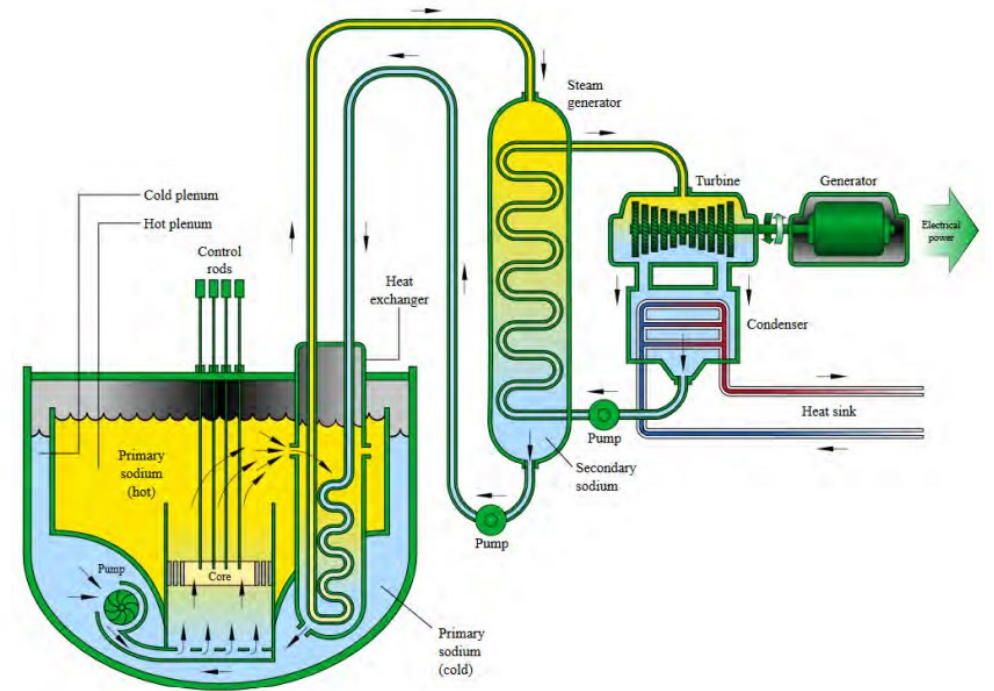 Steam
generator
Turbine
Generator
Electrical
power
Cold plenum
Hot plenum
Control
rods
Heat
exchanger
Condenser
Heat sink
Pump
Secondary
sodium
Primary
sodium
(hot)
Pump
Pump
Core
Primary
sodium
(cold)